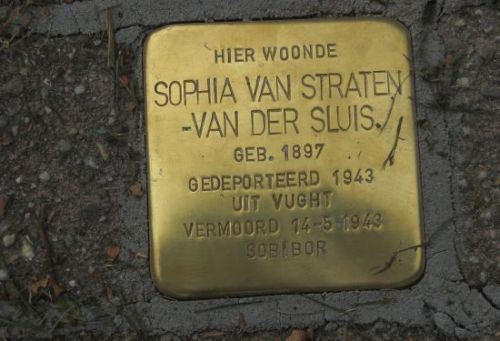 HIER WOONDE
SOPHIA VAN STRATEN
-VAN DER SLUIS
GEB. 1897
GEDEPORTEERD 1943
UIT VUGHT
VERMOORD 14-5-1943
SOBIBOR